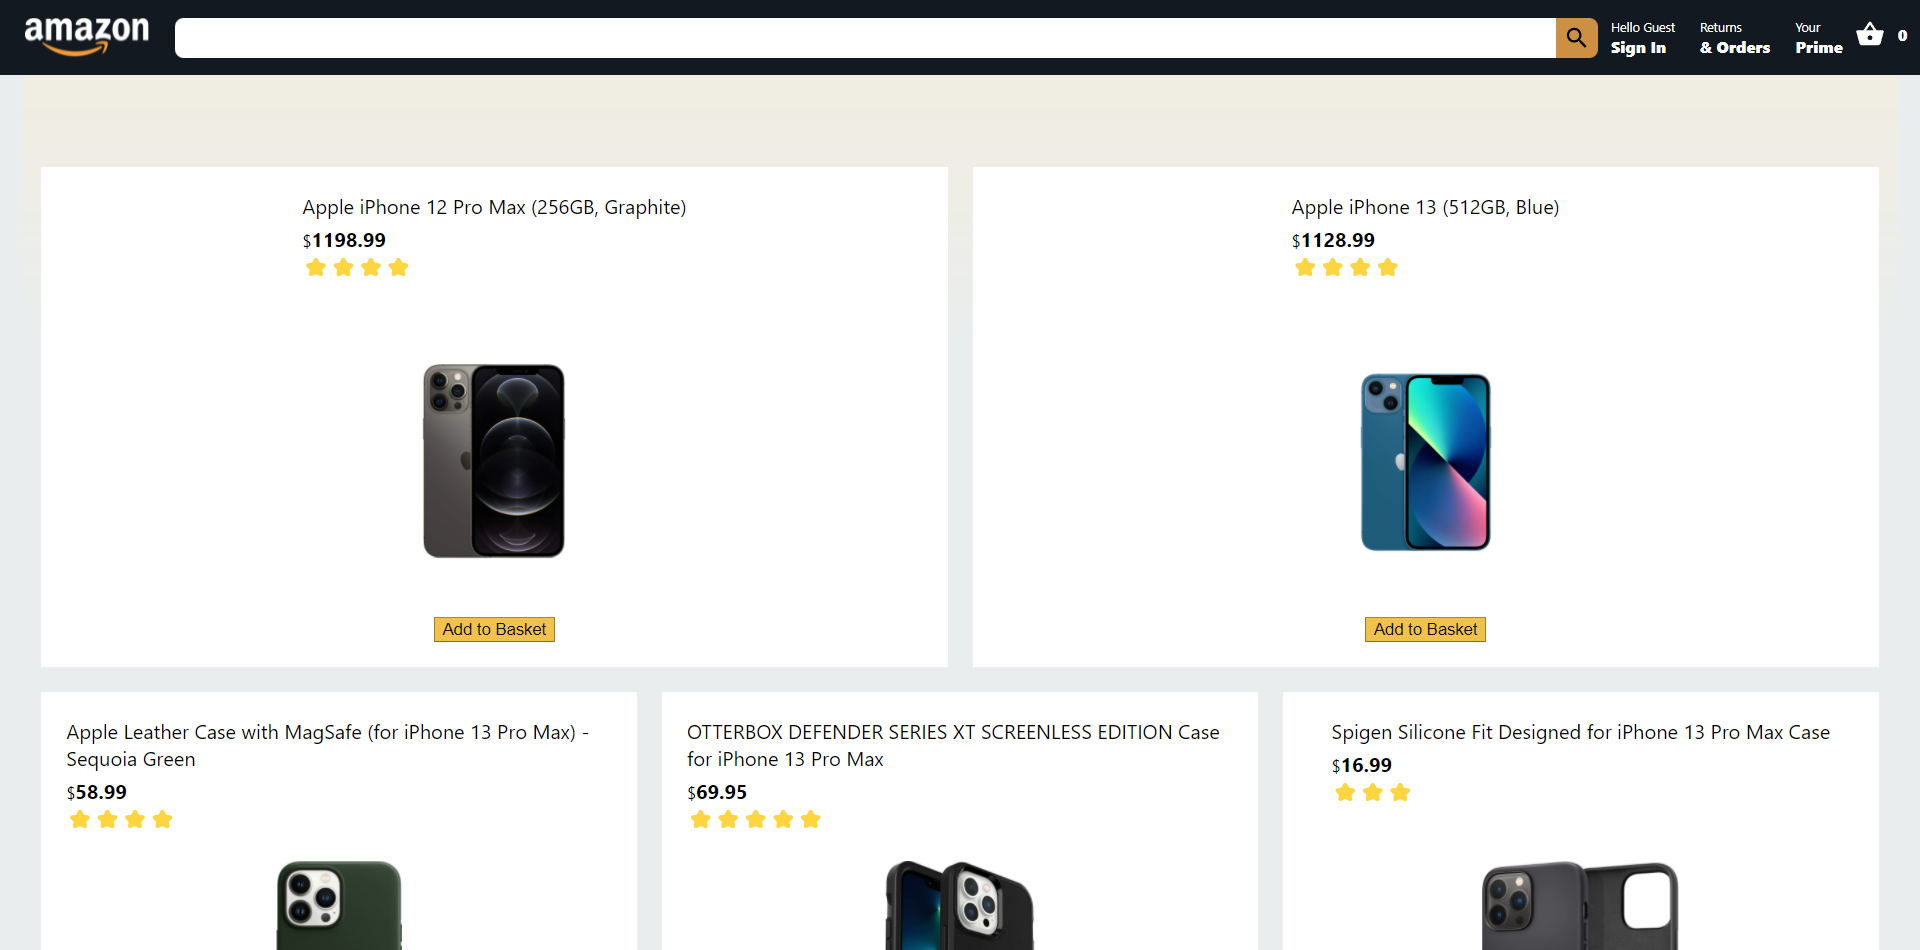 amazon
Hello Guest
Sign In
Returns
& Orders
Your
Prime
0
Apple iPhone 12 Pro Max (256GB, Graphite)
$1198.99
Add to Basket
Apple iPhone 13 (512GB, Blue)
$1128.99
Add to Basket
Apple Leather Case with MagSafe (for iPhone 13 Pro Max) -
Sequoia Green
$58.99
OTTERBOX DEFENDER SERIES XT SCREENLESS EDITION Case
for iPhone 13 Pro Max
$69.95
Spigen Silicone Fit Designed for iPhone 13 Pro Max Case
$16.99